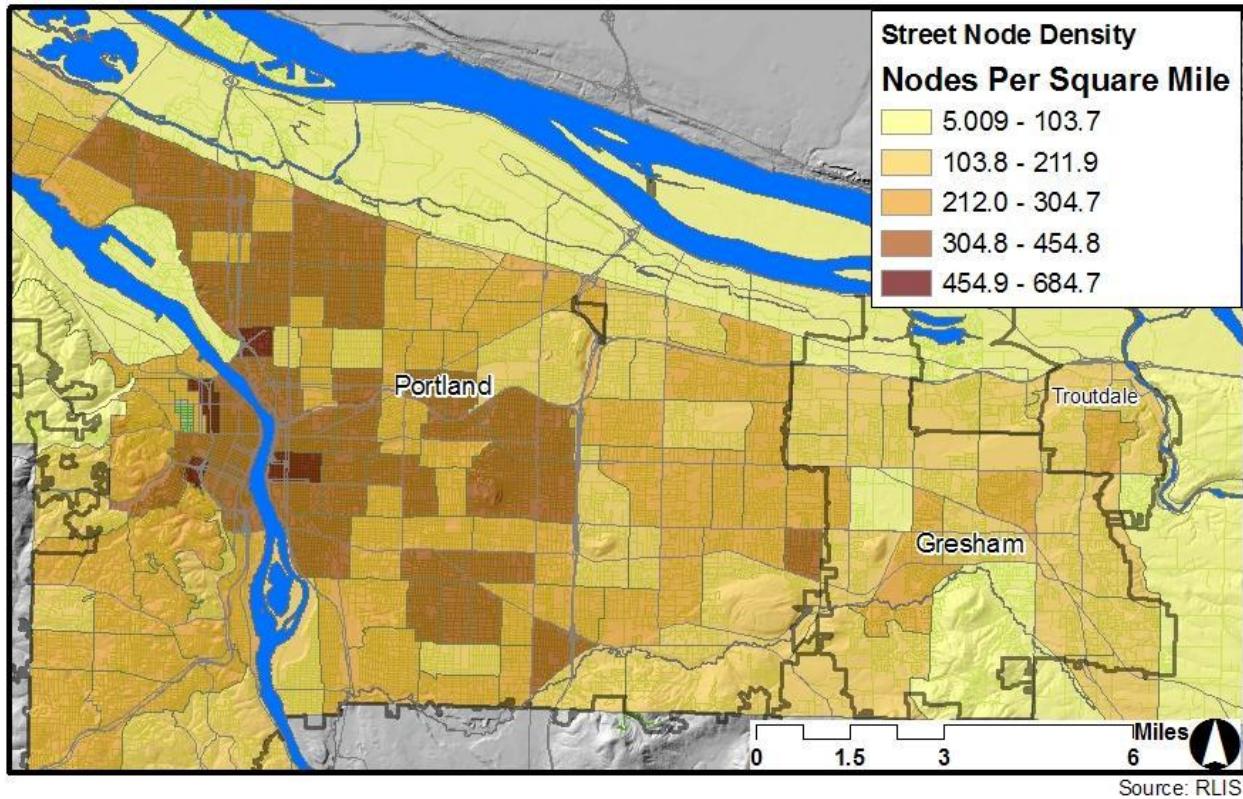 Street Node Density
Nodes Per Square Mile
5.009 - 103.7
103.8 - 211.9
212.0 - 304.7
304.8 - 454.8
454.9 - 684.7
Portland
Troutdale
Gresham
Miles
0 1.5 3 6
Source: RLIS